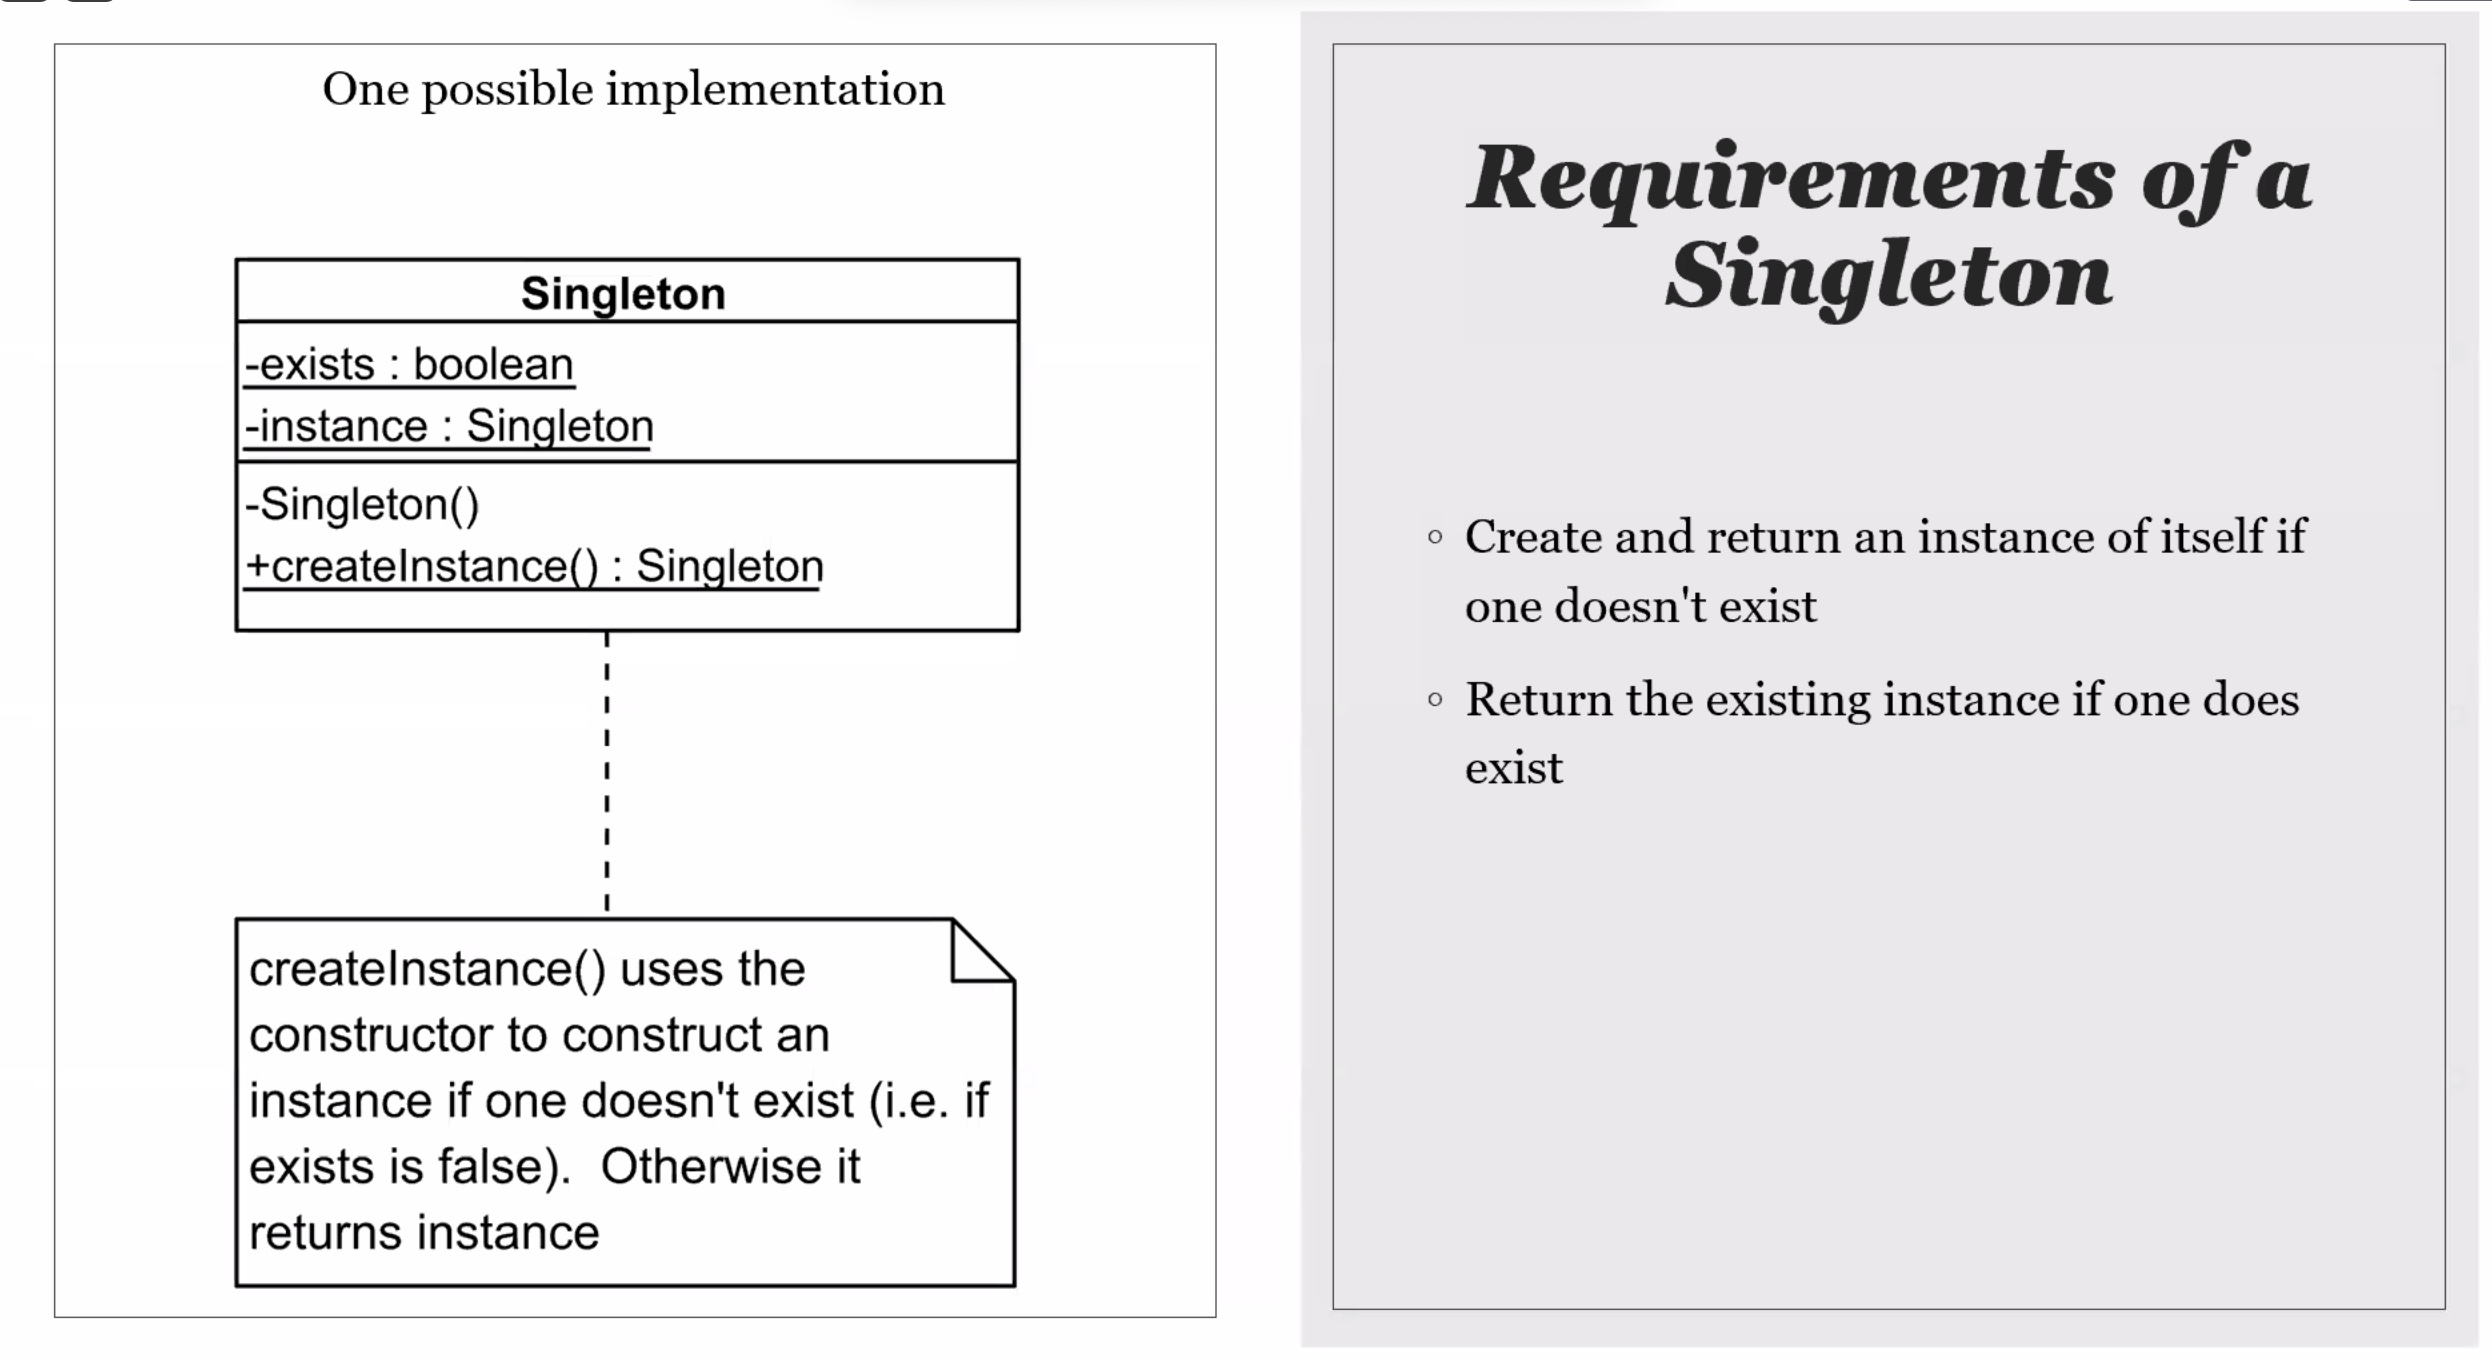 One possible implementation
Singleton
-exists : boolean
-instance : Singleton
-Singleton()
+createInstance() : Singleton
createInstance() uses the
constructor to construct an
instance if one doesn't exist (i.e. if
exists is false).  Otherwise it
returns instance
Requirements of a
Singleton
◦ Create and return an instance of itself if
one doesn't exist
◦ Return the existing instance if one does
exist